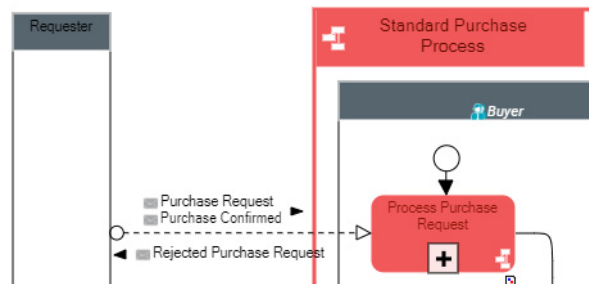 Requester
Standard Purchase
Process
Buyer
Purchase Request
Purchase Confirmed
Rejected Purchase Request
Process Purchase
Request